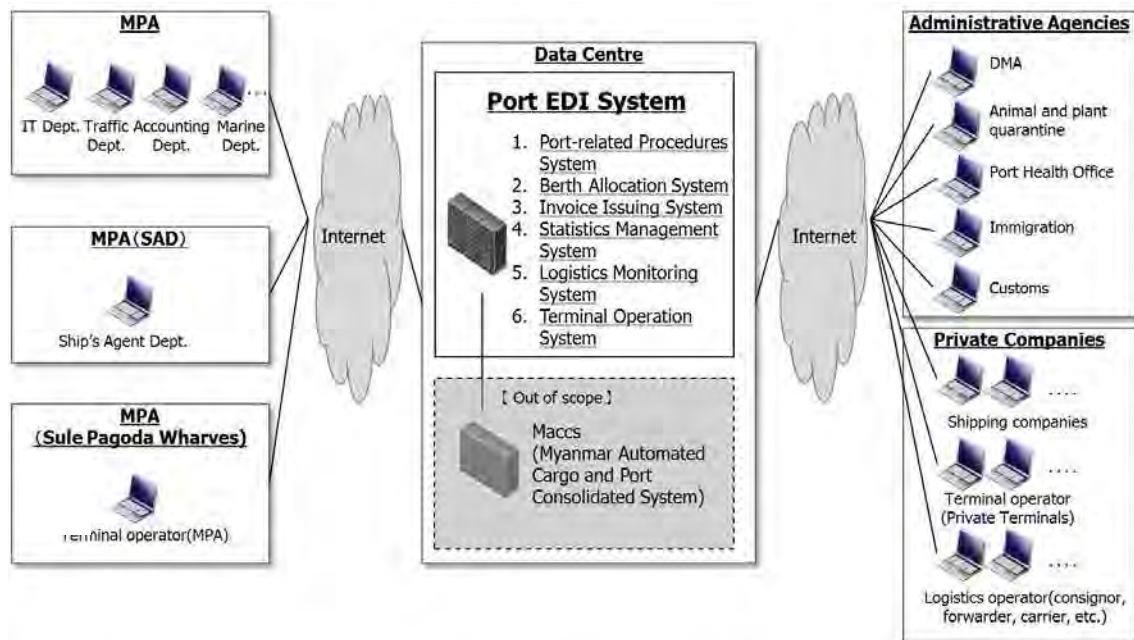 MPA
IT Dept. Traffic Dept. Accounting Dept. Marine Dept. ...
MPA(SAD)
Ship's Agent Dept.
MPA
(Sule Pagoda Wharves)
Terminal operator(MPA)
Internet
Data Centre
Port EDI System
1. Port-related Procedures
System
2. Berth Allocation System
3. Invoice Issuing System
4. Statistics Management
System
5. Logistics Monitoring
System
6. Terminal Operation
System
【Out of scope】
Maccs
(Myanmar Automated
Cargo and Port
Consolidated System)
Internet
Administrative Agencies
DMA
Animal and plant
quarantine
Port Health Office
Immigration
Customs
Private Companies
....
Shipping companies
....
Terminal operator
(Private Terminals)
....
Logistics operator(consignor,
forwarder, carrier, etc.)